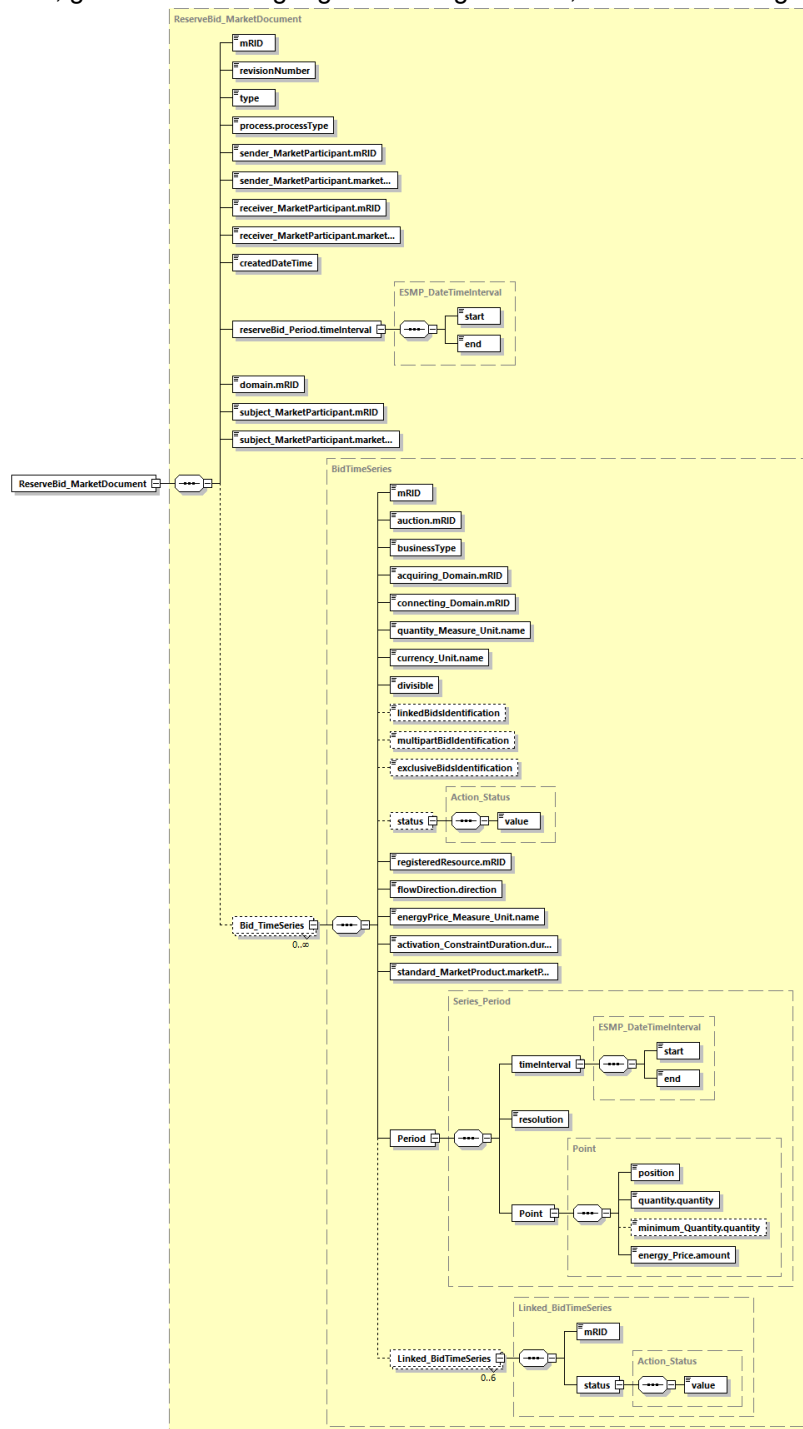 ReserveBid_MarketDocument
mRID
revisionNumber
type
process.processType
sender_MarketParticipant.mRID
sender_MarketParticipant.market...
receiver_MarketParticipant.mRID
receiver_MarketParticipant.market...
createdDateTime
ESMP_DateTimeInterval
start
reserveBid_Period.timeInterval
end
domain.mRID
subject_MarketParticipant.mRID
subject_MarketParticipant.market...
BidTimeSeries
ReserveBid_MarketDocument
mRID
auction.mRID
businessType
acquiring_Domain.mRID
connecting_Domain.mRID
quantity_Measure_Unit.name
currency_Unit.name
divisible
linkedBidsIdentification
multipartBidIdentification
exclusiveBidsIdentification
Action_Status
status
value
registeredResource.mRID
flowDirection.direction
Bid_TimeSeries
0..∞
energyPrice_Measure_Unit.name
activation_ConstraintDuration.dur...
standard_MarketProduct.marketP...
Series_Period
ESMP_DateTimeInterval
start
timeInterval
end
resolution
Period
Point
position
quantity.quantity
Point
minimum_Quantity.quantity
energy_Price.amount
Linked_BidTimeSeries
mRID
Linked_BidTimeSeries
0..6
Action_Status
status
value